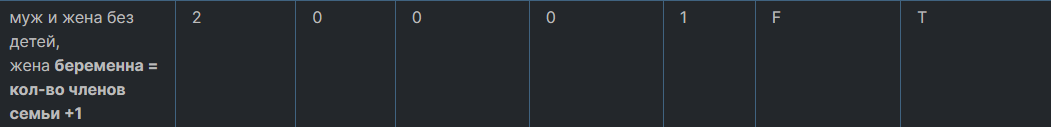 муж и жена без 2 0 0 0 1 F T
детей,
жена беременна =
кол-во членов
семьи +1